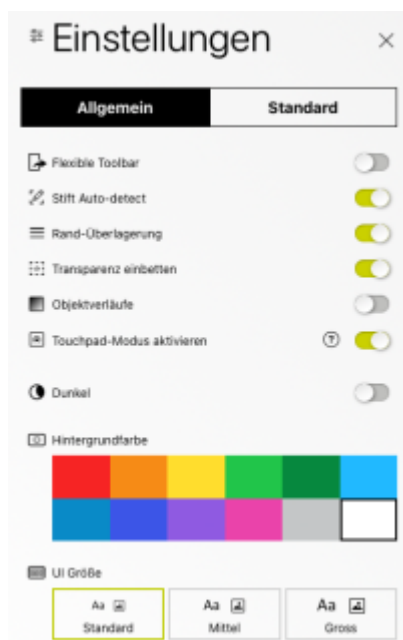 Einstellungen
Allgemein Standard
Flexible Toolbar
Stift Auto-detect
Rand-Überlagerung
Transparenz einbetten
Objektverläufe
Touchpad-Modus aktivieren ?
Dunkel
Hintergrundfarbe
UI Größe
Aa Aa Aa
Standard Mittel Gross